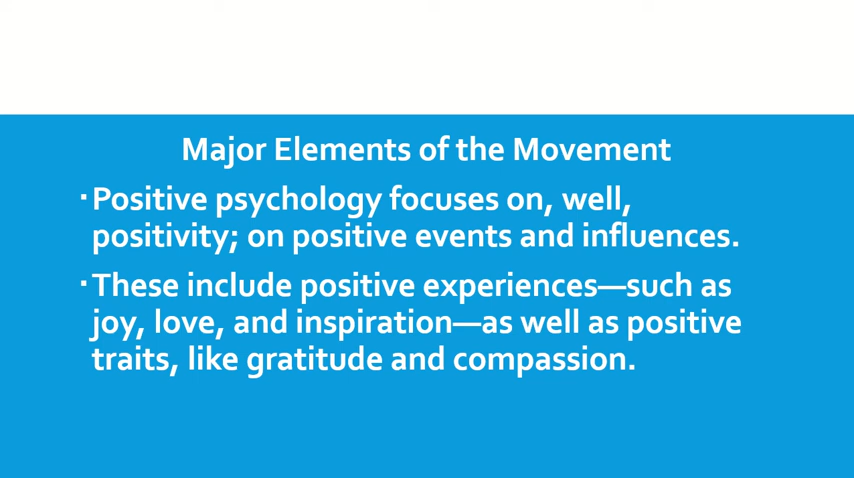 Major Elements of the Movement
▪Positive psychology focuses on, well,
positivity; on positive events and influences.
▪These include positive experiences—such as
joy, love, and inspiration—as well as positive
traits, like gratitude and compassion.